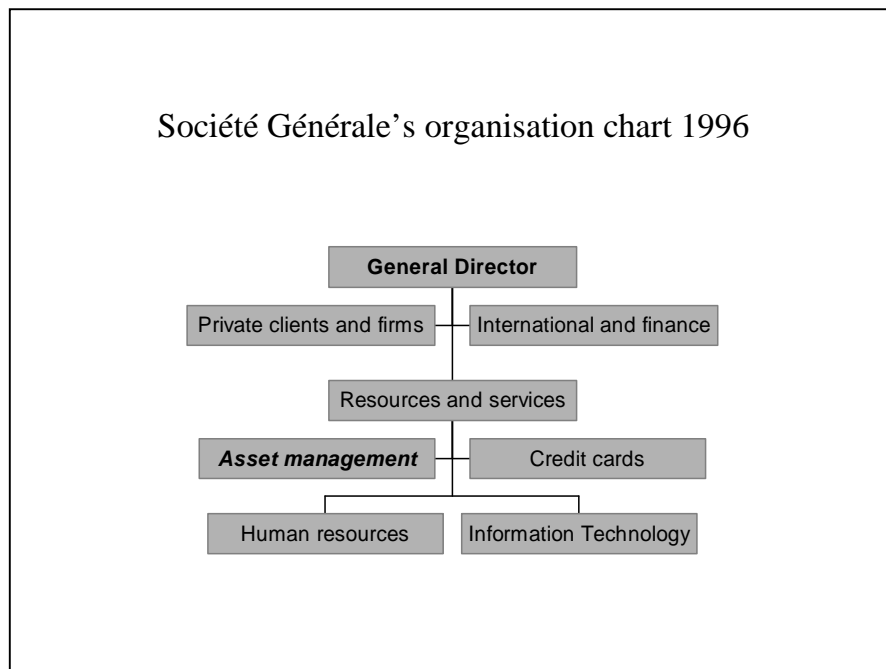 Société Générale’s organisation chart 1996
General Director
Private clients and firms
International and finance
Resources and services
Asset management
Credit cards
Human resources
Information Technology